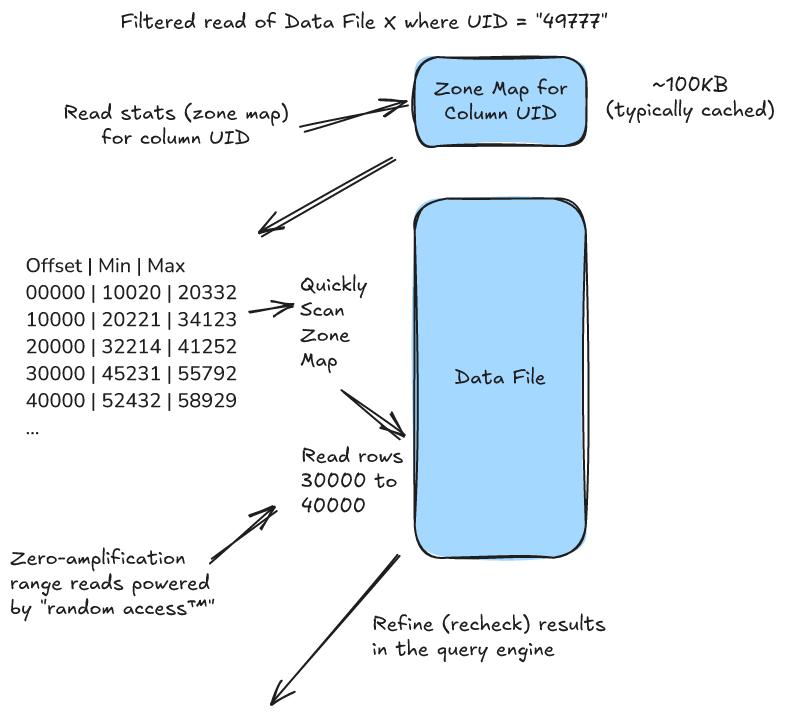 Filtered read of Data File X where UID = "49777"
Zone Map for
Column UID
~100KB
(typically cached)
Read stats (zone map)
for column UID
Offset | Min | Max
00000 | 10020 | 20332
10000 | 20221 | 34123
20000 | 32214 | 41252
30000 | 45231 | 55792
40000 | 52432 | 58929
...
Quickly
Scan
Zone
Map
Data File
Read rows
30000 to
40000
Zero-amplification
range reads powered
by "random access™"
Refine (recheck) results
in the query engine